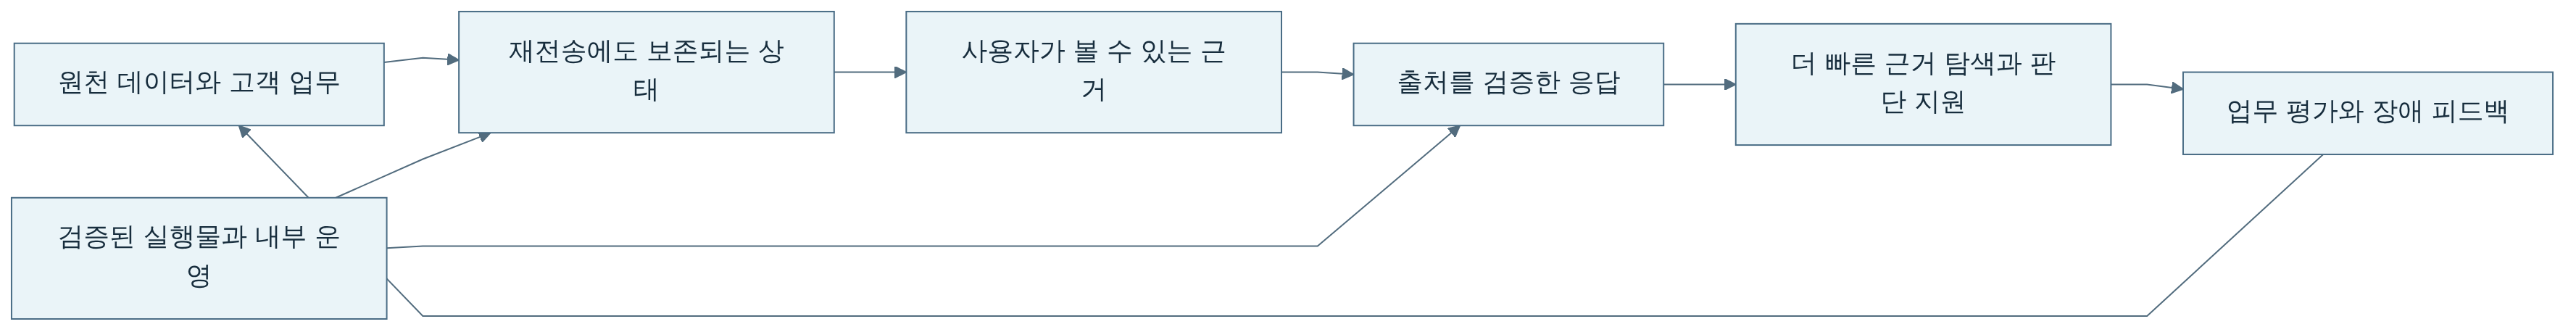 원천 데이터와 고객 업무
재전송에도 보존되는 상
태
사용자가 볼 수 있는 근
거
출처를 검증한 응답
더 빠른 근거 탐색과 판
단 지원
업무 평가와 장애 피드백
검증된 실행물과 내부 운
영